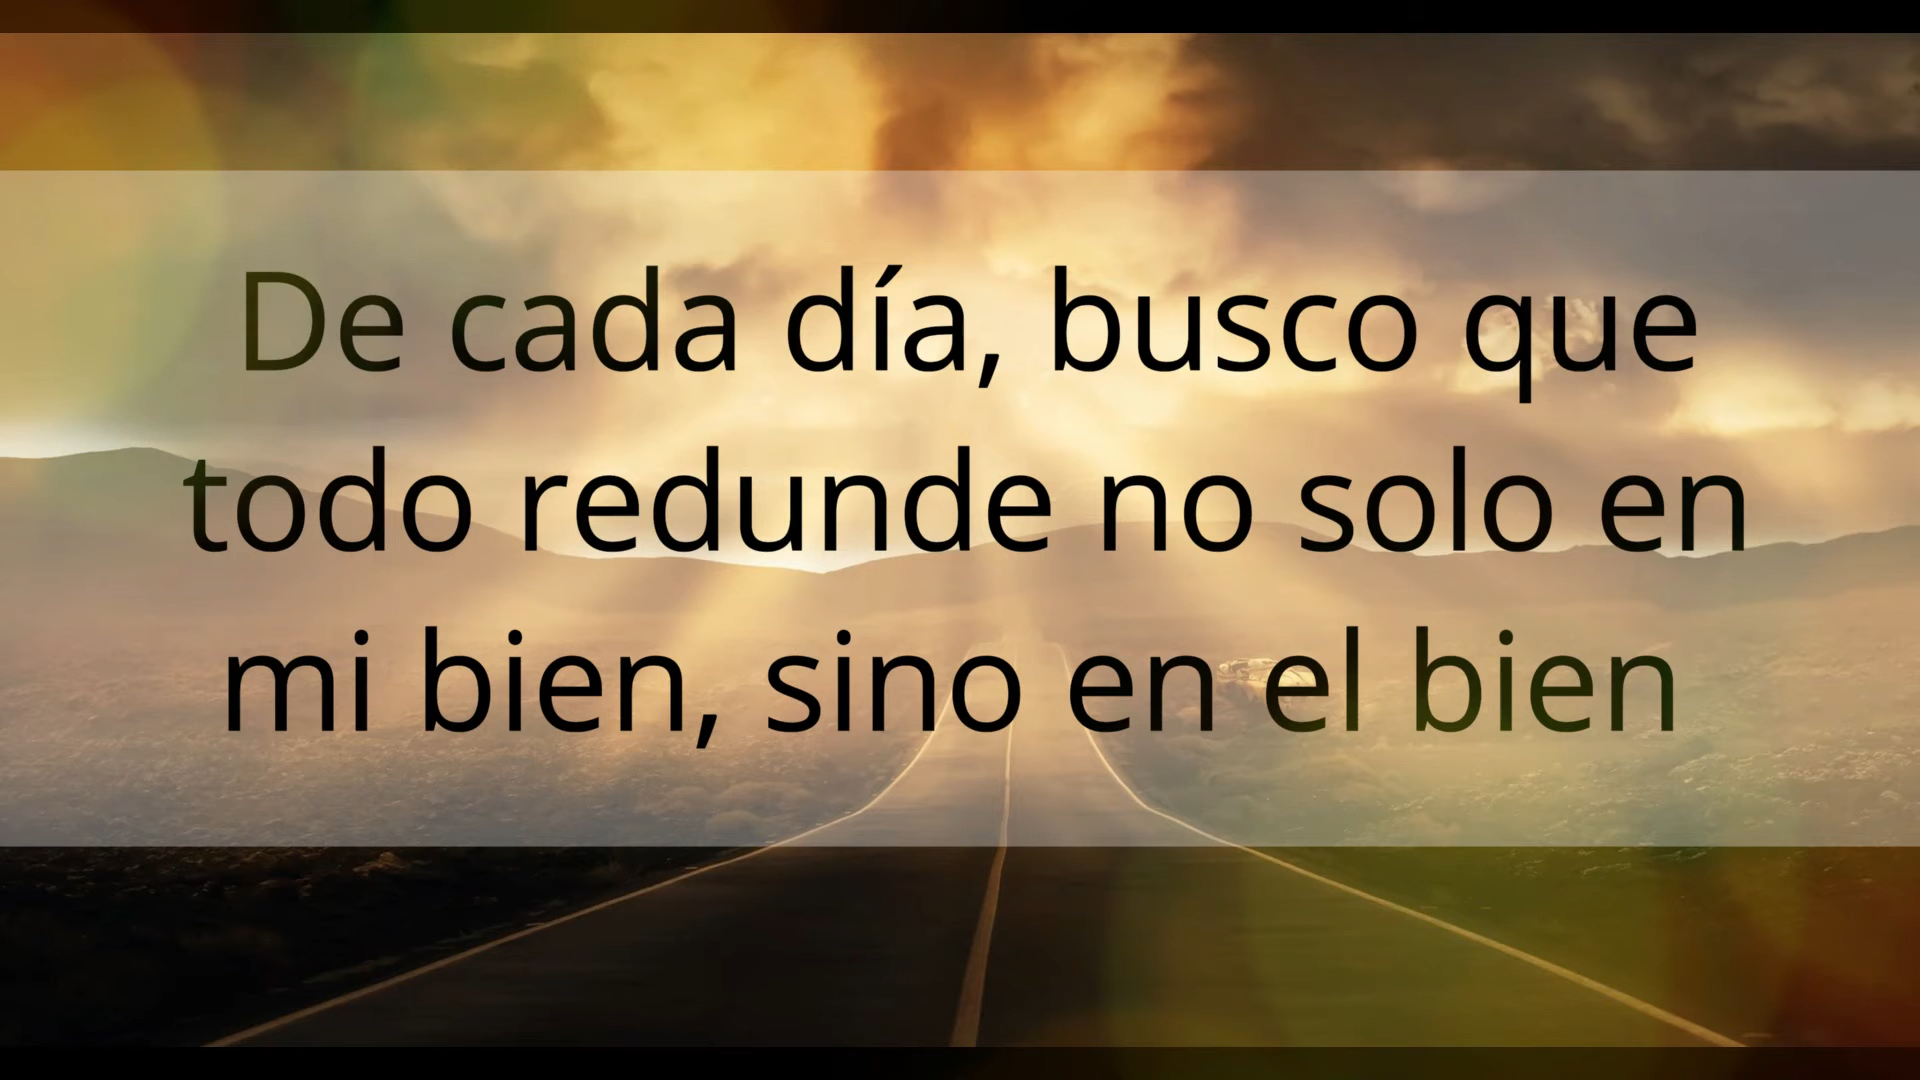 De cada día, busco que
todo redunde no solo en
mi bien, sino en el bien